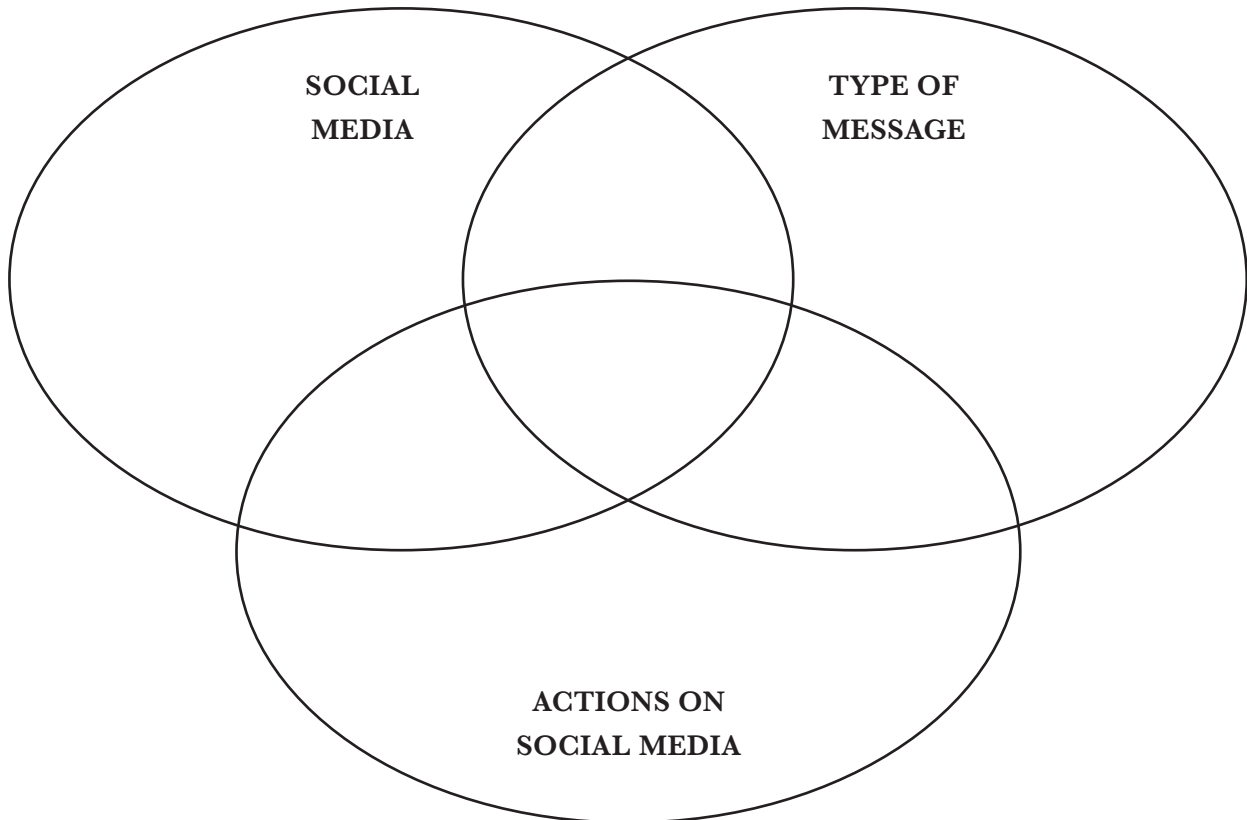 SOCIAL
MEDIA
TYPE OF
MESSAGE
ACTIONS ON
SOCIAL MEDIA